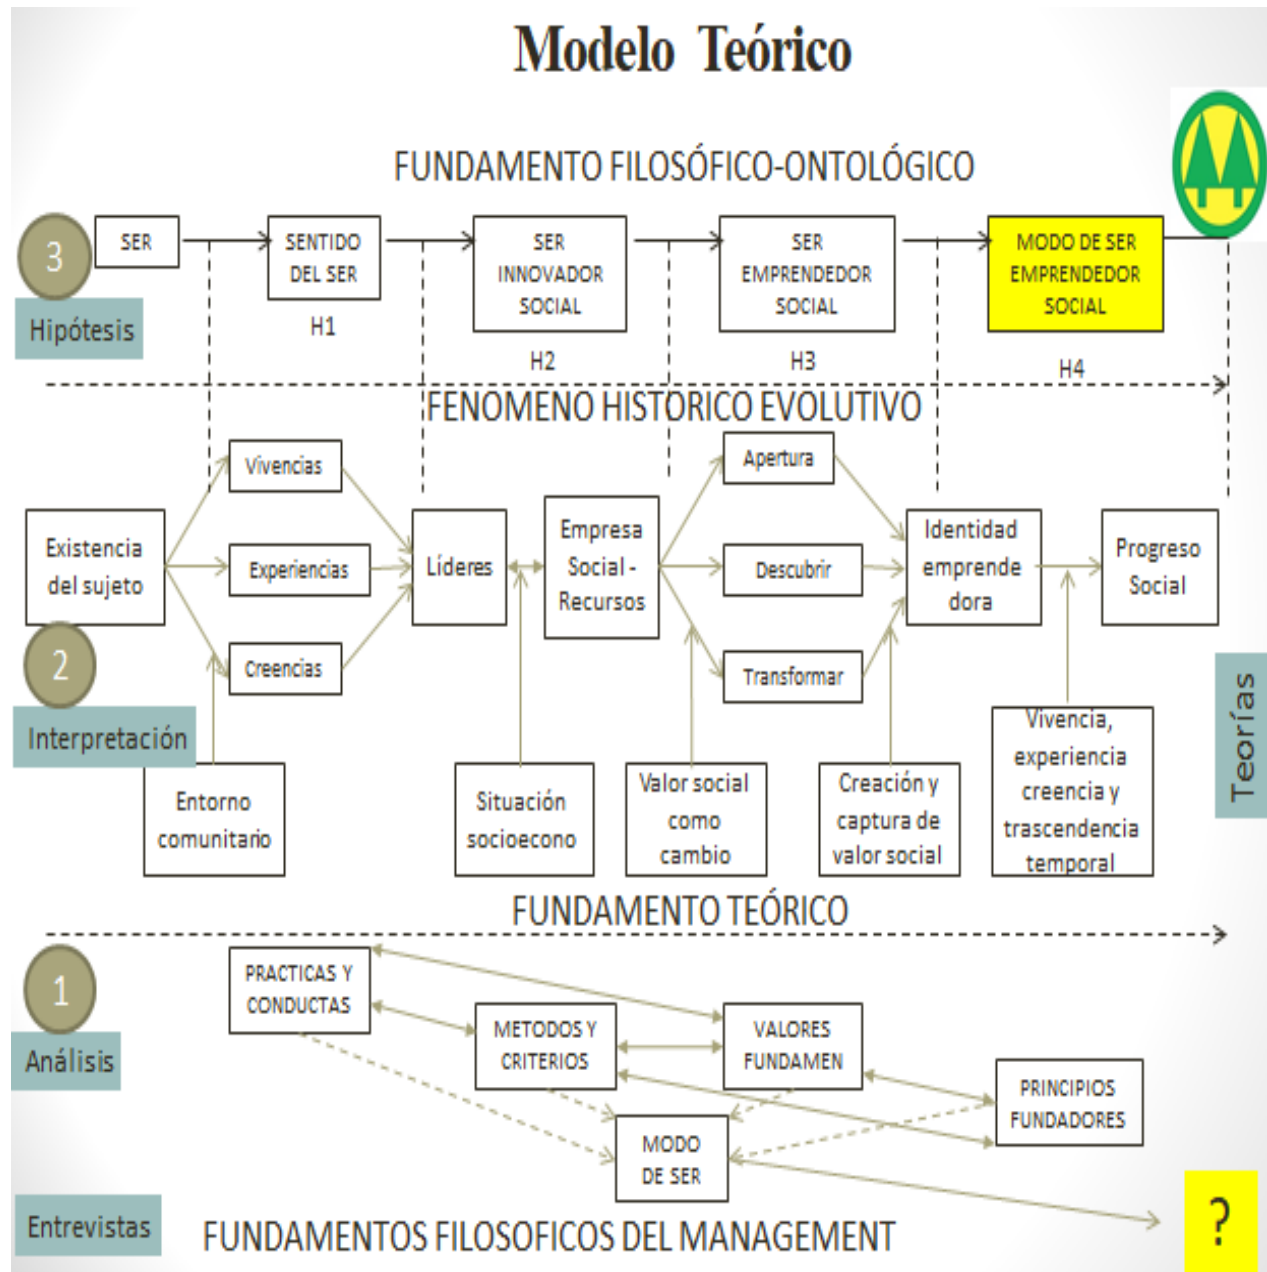 Modelo Teórico
FUNDAMENTO FILOSÓFICO-ONTOLÓGICO
3
Hipótesis
SER
SENTIDO
DEL SER
H1
SER
INNOVADOR
SOCIAL
H2
SER
EMPRENDEDOR
SOCIAL
H3
MODO DE SER
EMPRENDEDOR
SOCIAL
H4
FENOMENO HISTORICO EVOLUTIVO
Existencia
del sujeto
Vivencias
Experiencias
Creencias
Líderes
Empresa
Social -
Recursos
Apertura
Descubrir
Transformar
Identidad
emprende
dora
Progreso
Social
2
Interpretación
Entorno
comunitario
Situación
socioecono
Valor social
como
cambio
Creación y
captura de
valor social
Vivencia,
experiencia
creencia y
trascendencia
temporal
Teorías
FUNDAMENTO TEÓRICO
1
Análisis
PRACTICAS Y
CONDUCTAS
METODOS Y
CRITERIOS
VALORES
FUNDAMEN
PRINCIPIOS
FUNDADORES
MODO
DE SER
?
Entrevistas
FUNDAMENTOS FILOSOFICOS DEL MANAGEMENT